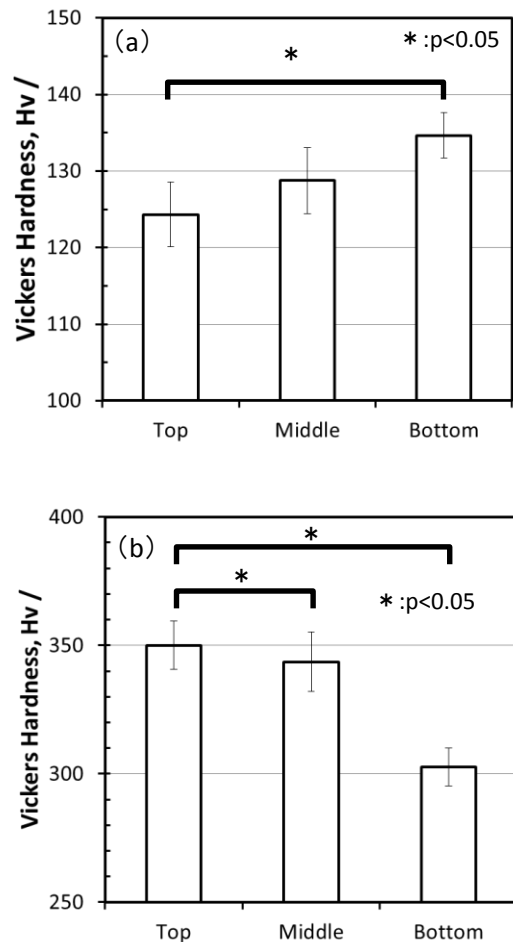 (a)
*:p<0.05
*
Vickers Hardness, Hv /
150
140
130
120
110
100
Top Middle Bottom
(b)
*
*
*:p<0.05
Vickers Hardness, Hv /
400
350
300
250
Top Middle Bottom